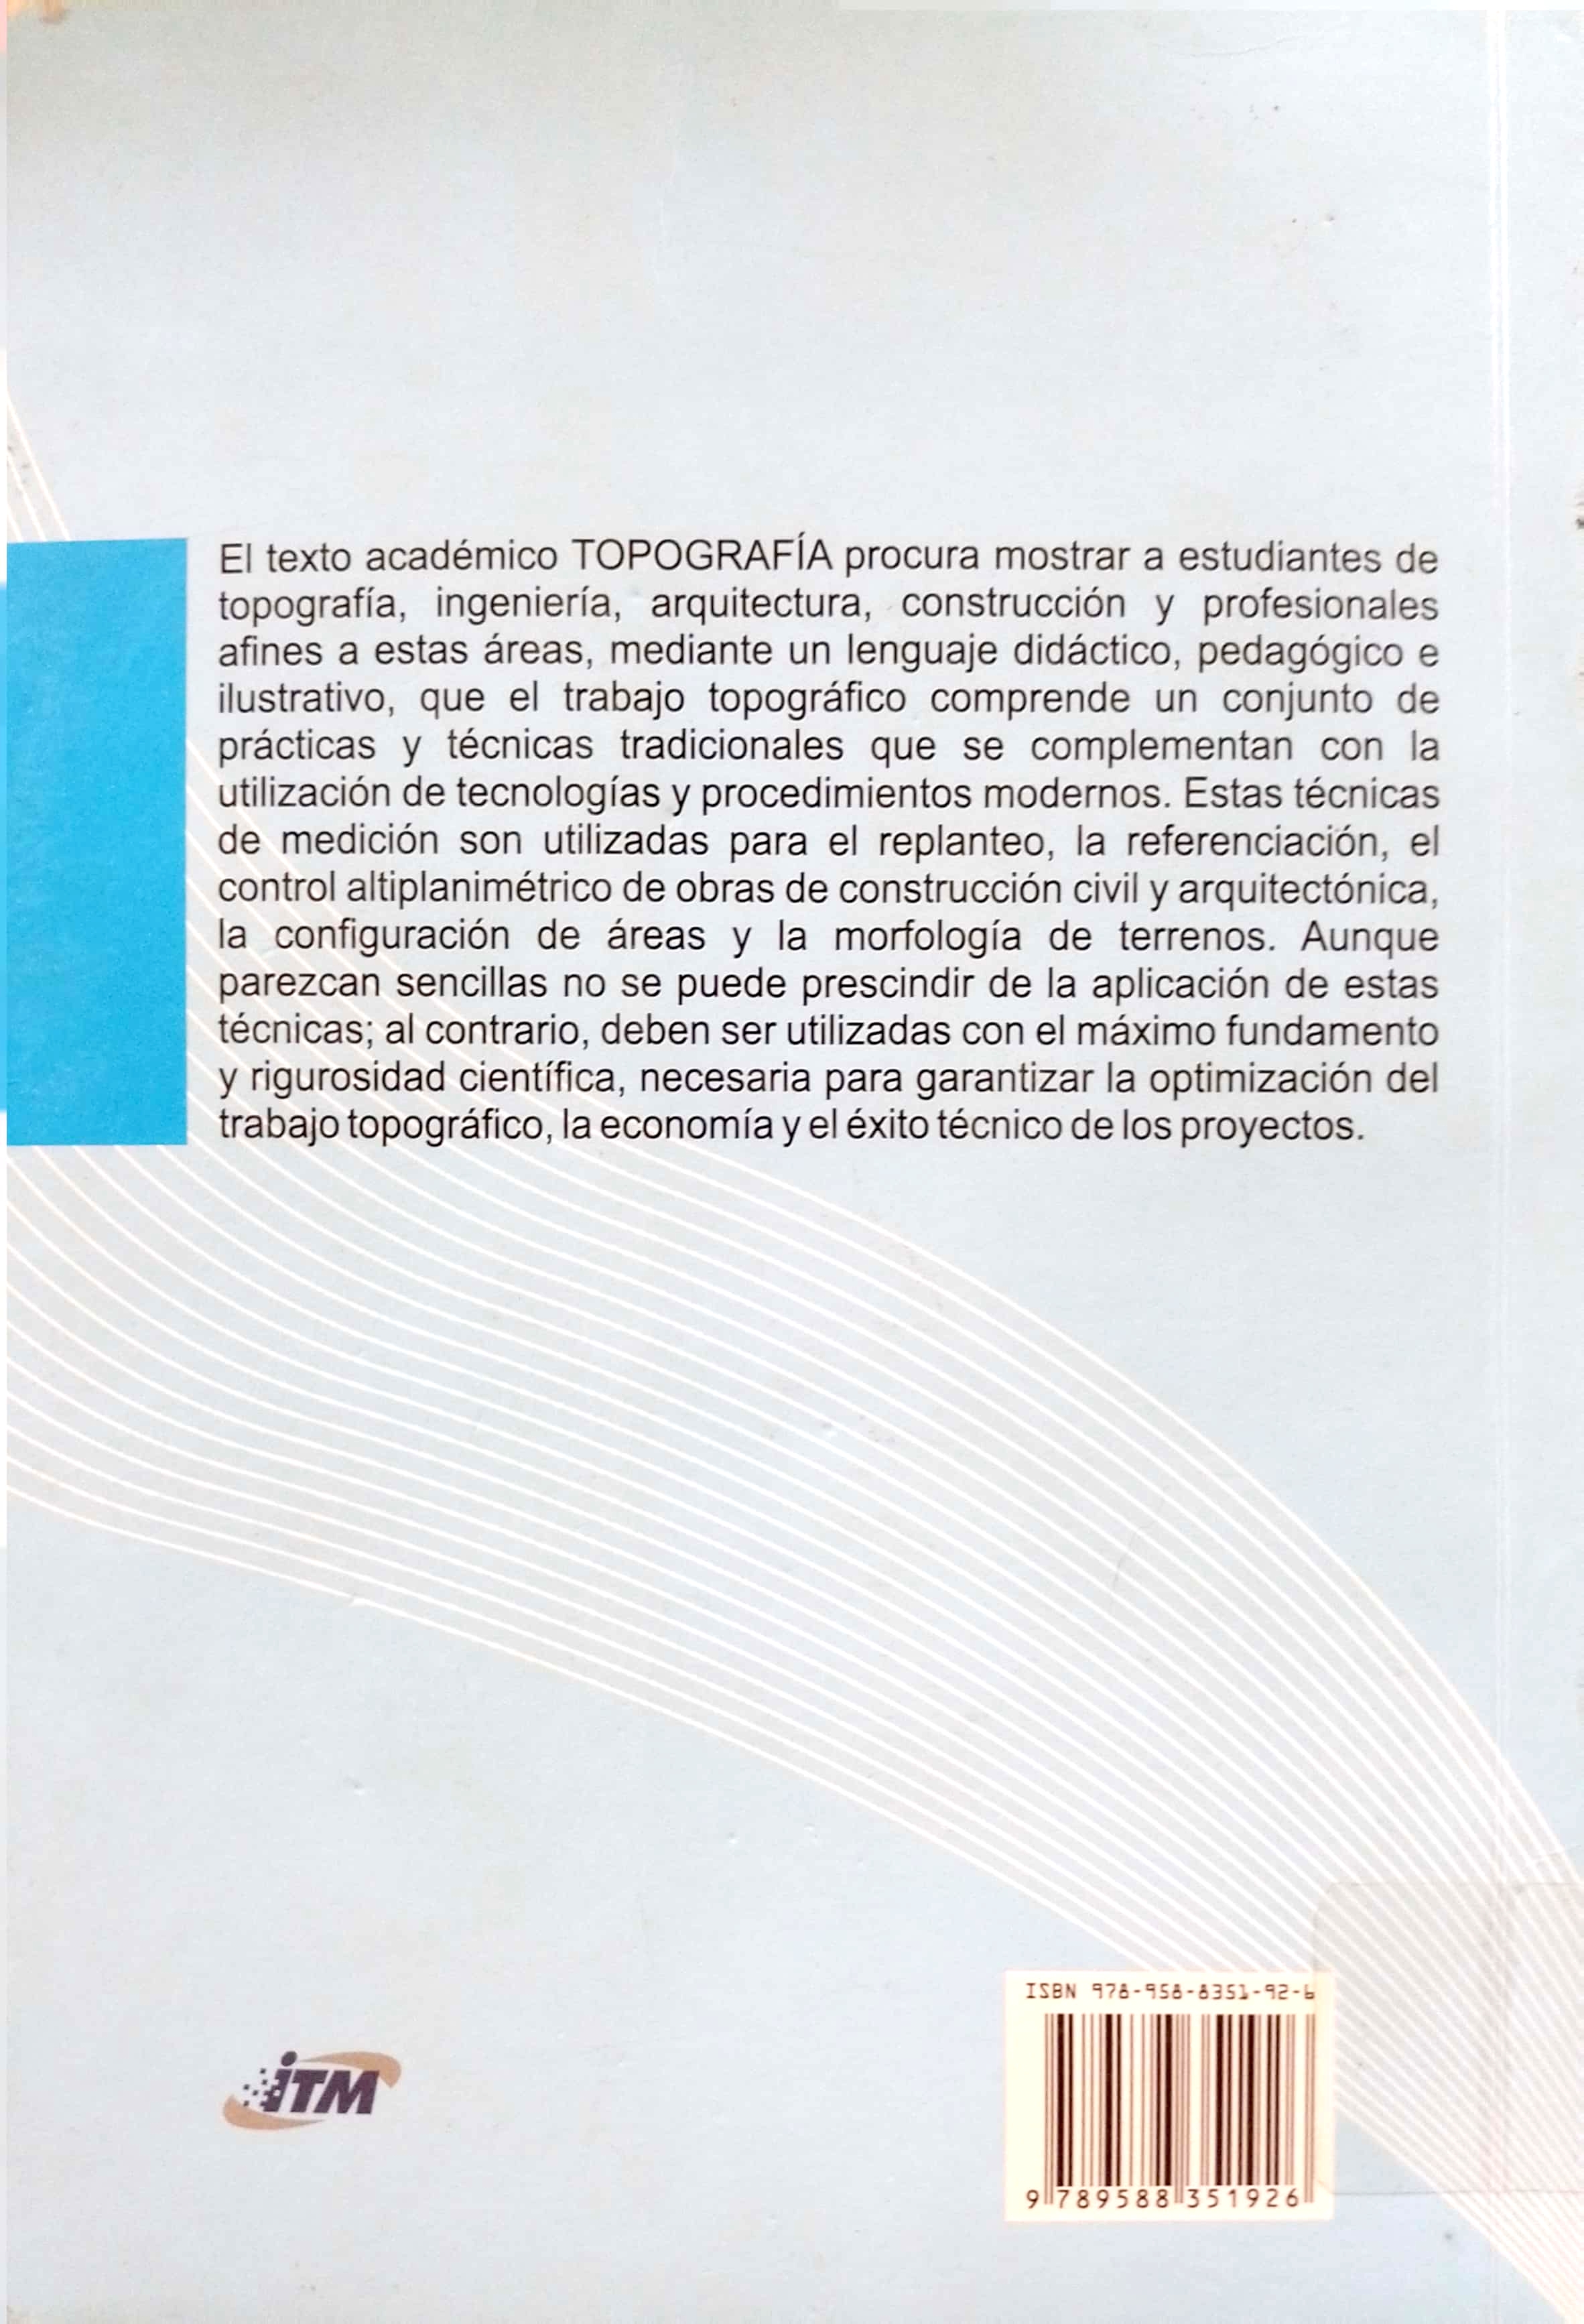 El texto académico TOPOGRAFÍA procura mostrar a estudiantes de
topografía, ingeniería, arquitectura, construcción y profesionales
afines a estas áreas, mediante un lenguaje didáctico, pedagógico e
ilustrativo, que el trabajo topográfico comprende un conjunto de
prácticas y técnicas tradicionales que se complementan con la
utilización de tecnologías y procedimientos modernos. Estas técnicas
de medición son utilizadas para el replanteo, la referenciación, el
control altiplanimétrico de obras de construcción civil y arquitectónica,
la configuración de áreas y la morfología de terrenos. Aunque
parezcan sencillas no se puede prescindir de la aplicación de estas
técnicas; al contrario, deben ser utilizadas con el máximo fundamento
y rigurosidad científica, necesaria para garantizar la optimización del
trabajo topográfico, la economía y el éxito técnico de los proyectos.
ISBN 978-958-8351-92-6
iTM
9 789588 351926